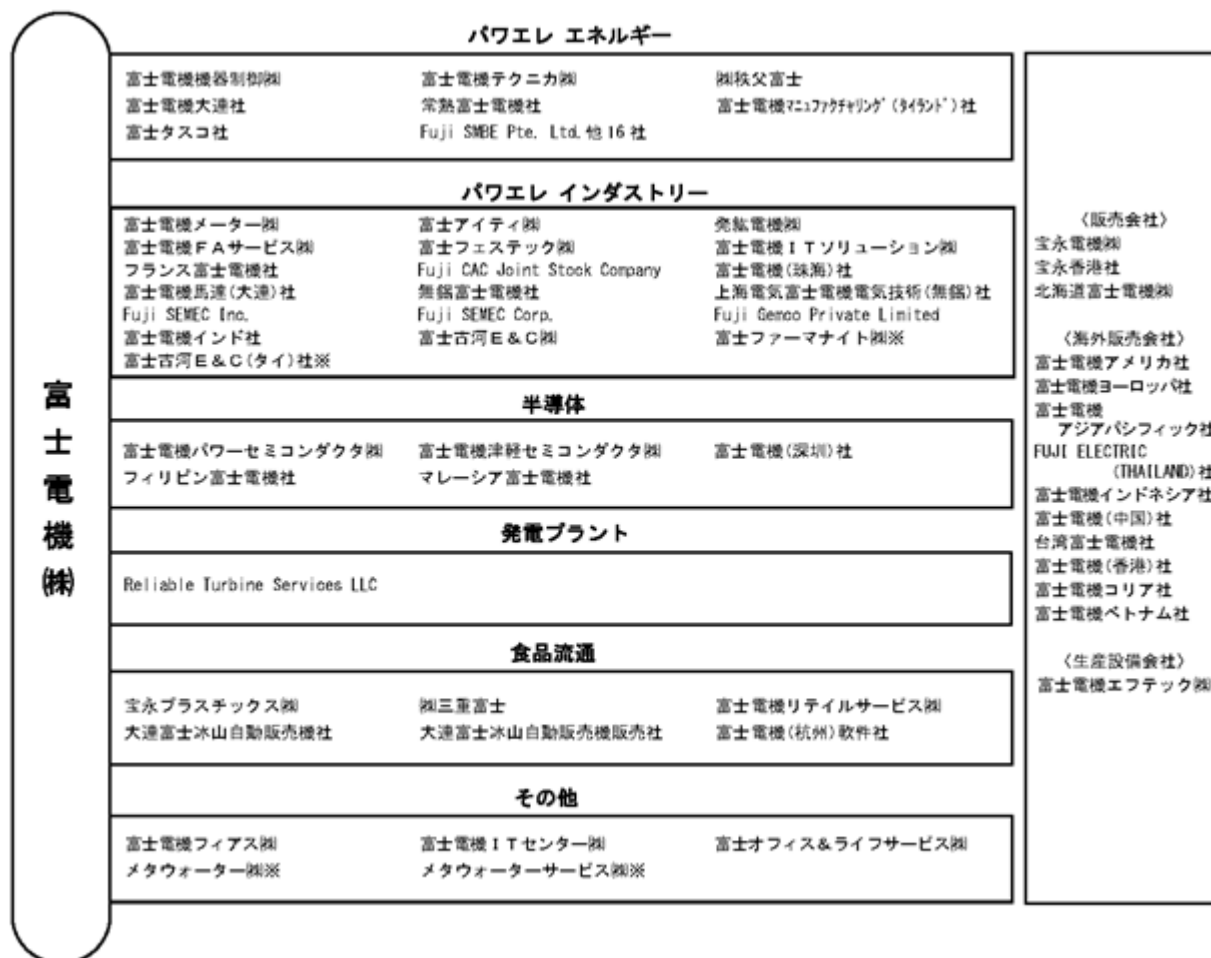 富士電機㈱
パワエレ エネルギー
富士電機機器制御㈱ 富士電機テクニカ㈱ ㈱秩父富士
富士電機大連社 常熟富士電機社 富士電機ﾏﾆｭﾌｧｸﾁｬﾘﾝｸﾞ(ﾀｲﾗﾝﾄﾞ)社
富士タスコ社 Fuji SMBE Pte. Ltd.他16社
パワエレ インダストリー
富士電機メーター㈱ 富士アイティ㈱ 発紘電機㈱
富士電機FAサービス㈱ 富士フェステック㈱ 富士電機ITソリューション㈱
フランス富士電機社 Fuji CAC Joint Stock Company 富士電機(珠海)社
富士電機馬達(大連)社 無錫富士電機社 上海電気富士電機電気技術(無錫)社
Fuji SEMEC Inc. Fuji SEMEC Corp. Fuji Gemco Private Limited
富士電機インド社 富士古河E&C㈱ 富士ファーマナイト㈱※
富士古河E&C(タイ)社※
半導体
富士電機パワーセミコンダクタ㈱ 富士電機津軽セミコンダクタ㈱ 富士電機(深圳)社
フィリピン富士電機社 マレーシア富士電機社
発電プラント
Reliable Turbine Services LLC
食品流通
宝永プラスチックス㈱ ㈱三重富士 富士電機リテイルサービス㈱
大連富士冰山自動販売機社 大連富士冰山自動販売機販売社 富士電機(杭州)軟件社
その他
富士電機フィアス㈱ 富士電機ITセンター㈱ 富士オフィス&ライフサービス㈱
メタウォーター㈱※ メタウォーターサービス㈱※
〈販売会社〉
宝永電機㈱
宝永香港社
北海道富士電機㈱
〈海外販売会社〉
富士電機アメリカ社
富士電機ヨーロッパ社
富士電機
アジアパシフィック社
FUJI ELECTRIC
(THAILAND)社
富士電機インドネシア社
富士電機(中国)社
台湾富士電機社
富士電機(香港)社
富士電機コリア社
富士電機ベトナム社
〈生産設備会社〉
富士電機エフテック㈱